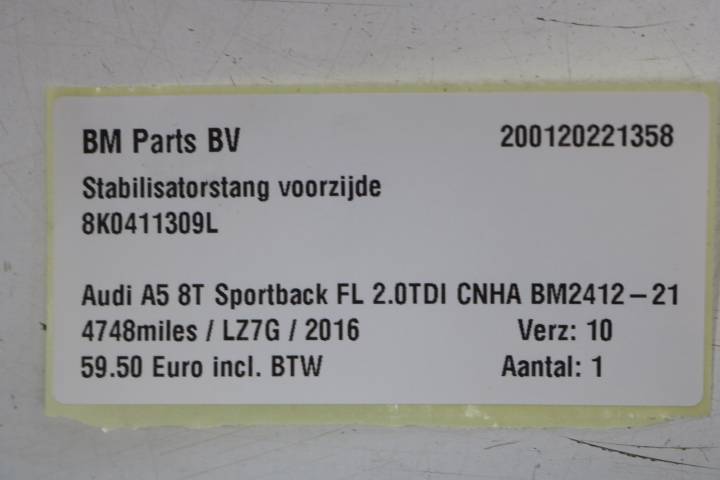 BM Parts BV 200120221358
Stabilisatorstang voorzijde
8K0411309L
Audi A5 8T Sportback FL 2.0TDI CNHA BM2412-21
4748miles / LZ7G / 2016 Verz: 10
59.50 Euro incl. BTW Aantal: 1